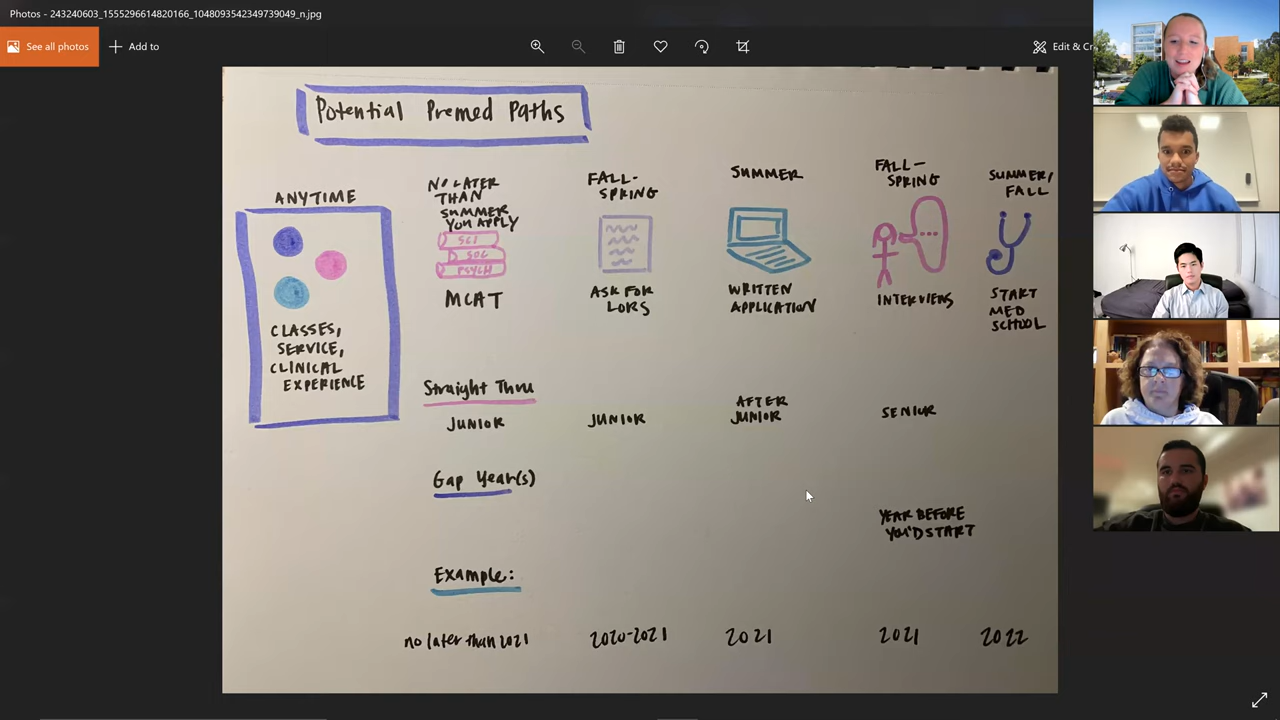 Photos - 243240603_1555296614820166_1048093542349739049_n.jpg
See all photos
Add to
Edit & Cr
Potential Premed Paths
ANYTIME
CLASSES,
SERVICE,
CLINICAL
EXPERIENCE
NO LATER
THAN
SUMMER
YOU APPLY
SCI
SOC
PSYCH
MCAT
FALL-
SPRING
ASK FOR
LORS
SUMMER
WRITTEN
APPLICATION
FALL-
SPRING
INTERVIEWS
SUMMER/
FALL
START
MED
SCHOOL
Straight Thru
JUNIOR
JUNIOR
AFTER
JUNIOR
SENIOR
Gap Year(s)
YEAR BEFORE
YOU'D START
Example:
no later than 2021
2020-2021
2021
2021
2022